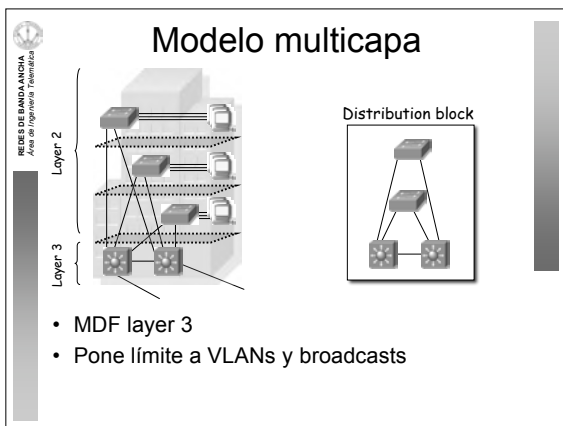 Modelo multicapa
REDES DE BANDA ANCHA
Área de Ingeniería Telemática
Layer 2
Layer 3
Distribution block
• MDF layer 3
• Pone límite a VLANs y broadcasts